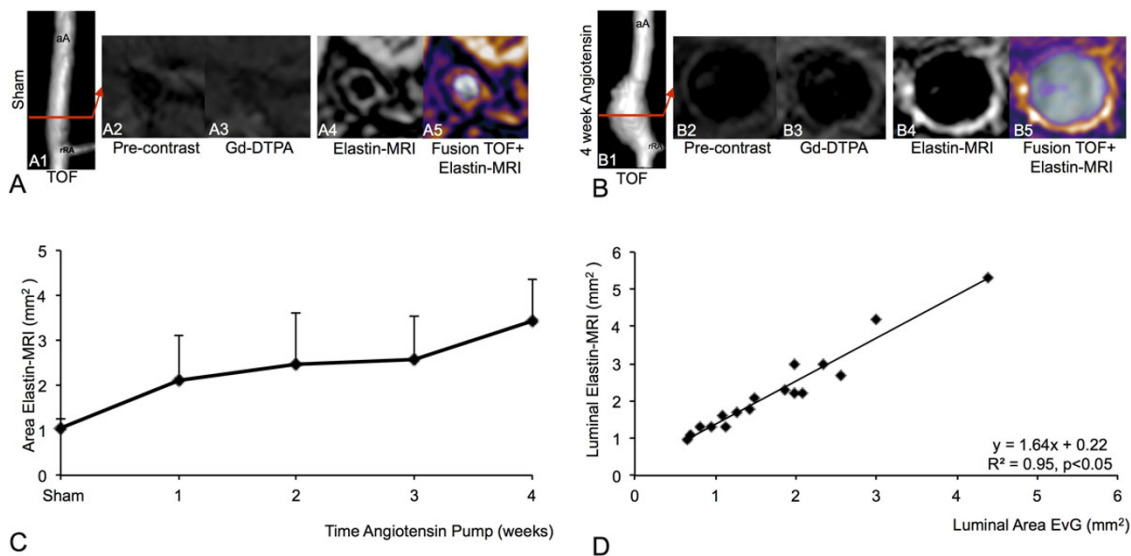 Sham
aA
rRA
A1
TOF
A2
Pre-contrast
A3
Gd-DTPA
A4
Elastin-MRI
A5
Fusion TOF+
Elastin-MRI
A
4 week Angiotensin
aA
rRA
B1
TOF
B2
Pre-contrast
B3
Gd-DTPA
B4
Elastin-MRI
B5
Fusion TOF+
Elastin-MRI
B
Area Elastin-MRI (mm²)
5
4
3
2
1
0
Sham
1
2
3
4
Time Angiotensin Pump (weeks)
C
Luminal Elastin-MRI (mm²)
6
5
4
3
2
1
0
0
1
2
3
4
5
6
y = 1.64x + 0.22
R² = 0.95, p<0.05
Luminal Area EvG (mm²)
D